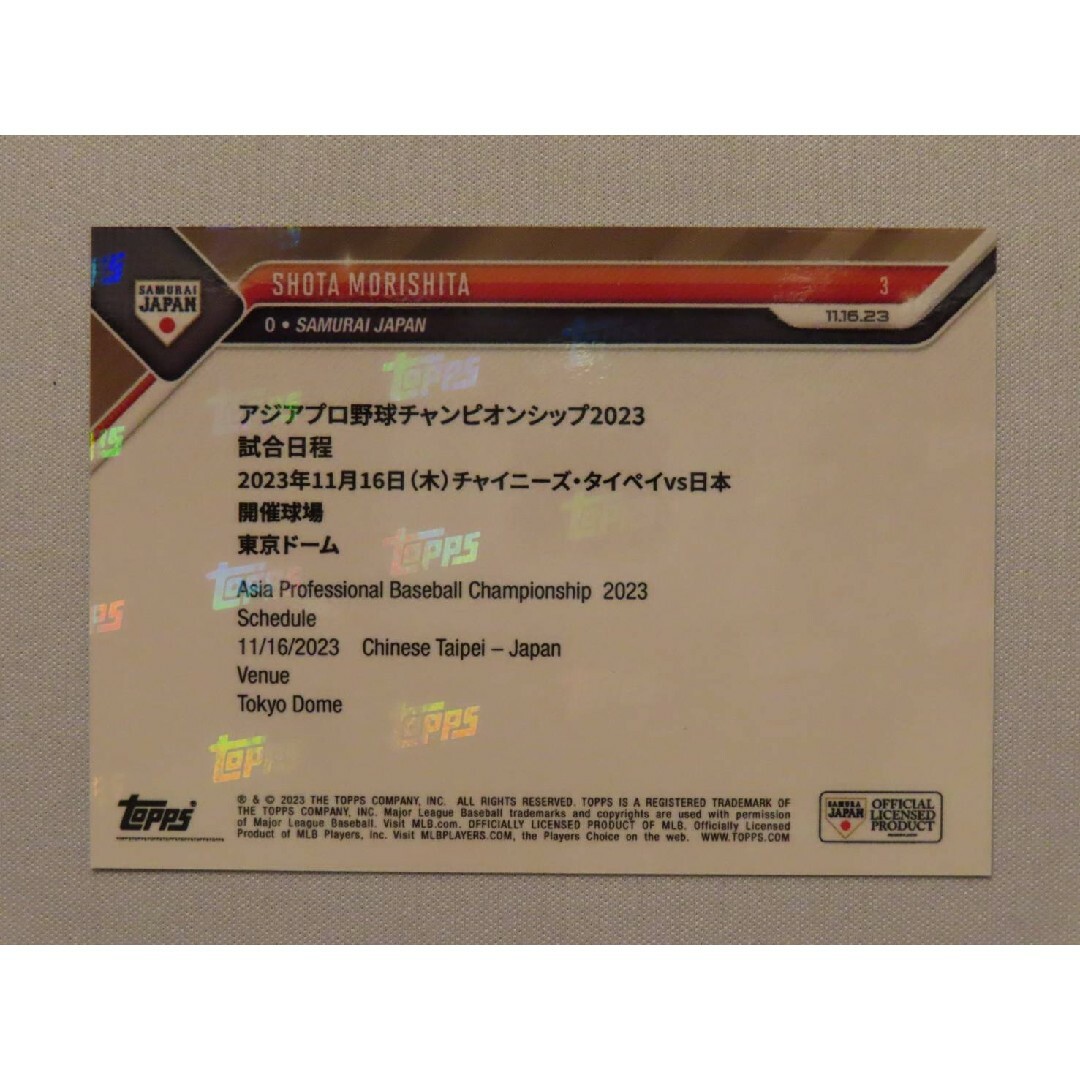 SAMURAI
JAPAN
SHOTA MORISHITA
3
O • SAMURAI JAPAN
11.16.23
アジアプロ野球チャンピオンシップ2023
試合日程
2023年11月16日（木）チャイニーズ・タイペイvs日本
開催球場
東京ドーム
Asia Professional Baseball Championship 2023
Schedule
11/16/2023 Chinese Taipei – Japan
Venue
Tokyo Dome
topps
topps
topps
topps
® & © 2023 THE TOPPS COMPANY, INC. ALL RIGHTS RESERVED. TOPPS IS A REGISTERED TRADEMARK OF
THE TOPPS COMPANY, INC. Major League Baseball trademarks and copyrights are used with permission
of Major League Baseball. Visit MLB.com. OFFICIALLY LICENSED PRODUCT OF MLB. Officially Licensed
Product of MLB Players, Inc. Visit MLBPLAYERS.COM, the Players Choice on the web. WWW.TOPPS.COM
SAMURAI
JAPAN
OFFICIAL
LICENSED
PRODUCT